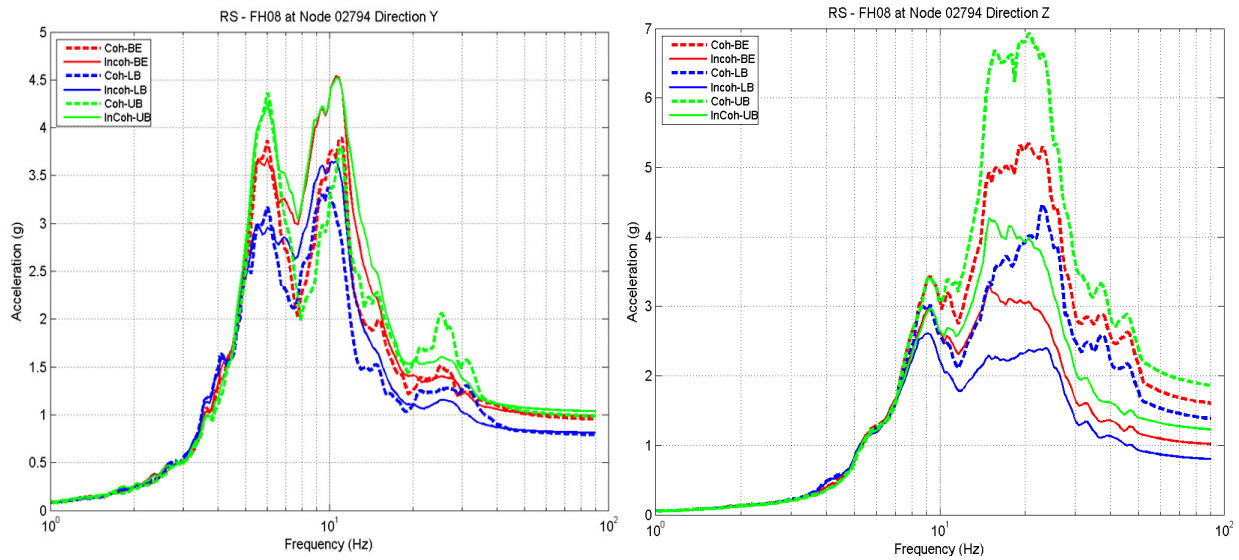 RS - FH08 at Node 02794 Direction Y
5
4.5
4
3.5
3
2.5
2
1.5
1
0.5
0
Acceleration (g)
Coh-BE
Incoh-BE
Coh-LB
Incoh-LB
Coh-UB
InCoh-UB
10^0
10^1
10^2
Frequency (Hz)
RS - FH08 at Node 02794 Direction Z
7
6
5
4
3
2
1
0
Acceleration (g)
Coh-BE
Incoh-BE
Coh-LB
Incoh-LB
Coh-UB
InCoh-UB
10^0
10^1
10^2
Frequency (Hz)